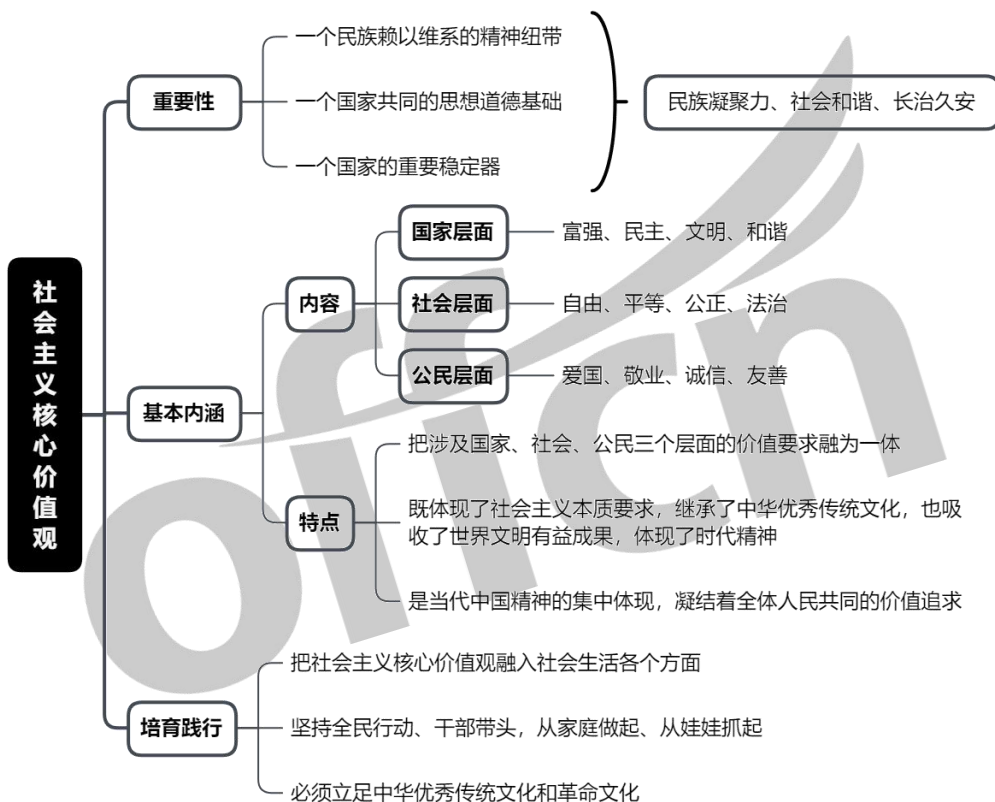 社会主义核心价值观
重要性
一个民族赖以维系的精神纽带
一个国家共同的思想道德基础
一个国家的重要稳定器
民族凝聚力、社会和谐、长治久安
基本内涵
内容
国家层面
富强、民主、文明、和谐
社会层面
自由、平等、公正、法治
公民层面
爱国、敬业、诚信、友善
特点
把涉及国家、社会、公民三个层面的价值要求融为一体
既体现了社会主义本质要求，继承了中华优秀传统文化，也吸
收了世界文明有益成果，体现了时代精神
是当代中国精神的集中体现，凝结着全体人民共同的价值追求
培育践行
把社会主义核心价值观融入社会生活各个方面
坚持全民行动、干部带头，从家庭做起、从娃娃抓起
必须立足中华优秀传统文化和革命文化
offcn